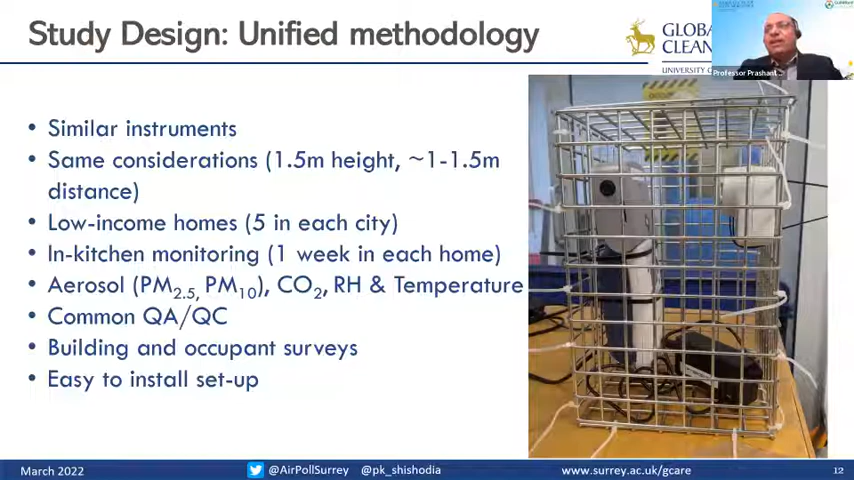 Study Design: Unified methodology
GLOBAL
CLEAN
UNIVERSITY
Professor Prashant...
• Similar instruments
• Same considerations (1.5m height, ~1-1.5m
distance)
• Low-income homes (5 in each city)
• In-kitchen monitoring (1 week in each home)
• Aerosol (PM2.5, PM10), CO2, RH & Temperature
• Common QA/QC
• Building and occupant surveys
• Easy to install set-up
March 2022
@AirPollSurrey
@pk_shishodia
www.surrey.ac.uk/gcare
12